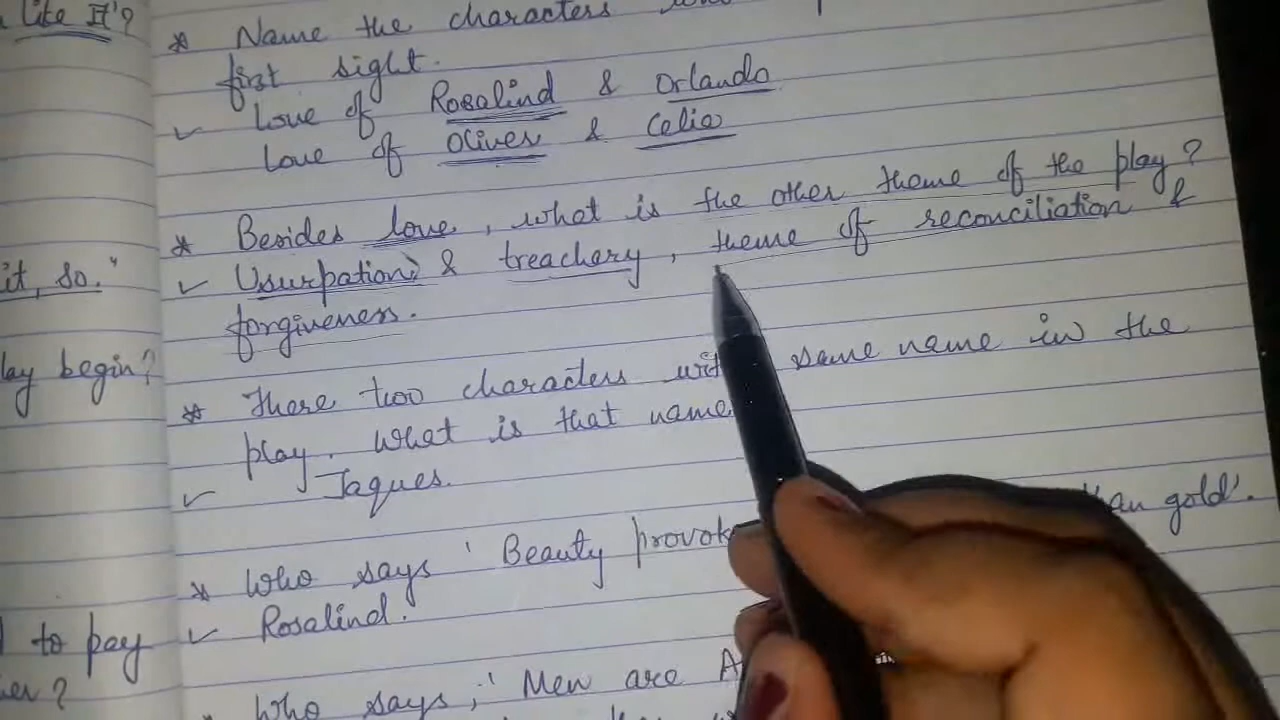 like It'?
* Name the characters
first sight.
✓ Love of Rosalind & Orlando
Love of Oliver & Celia
* Besides love, what is the other theme of the play?
it, so."
✓ Usurpation & treachery, theme of reconciliation &
forgiveness.
lay begin?
* There two characters with same name in the
play. What is that name
✓ Jaques.
* Who says 'Beauty provok an gold'.
to pay
✓ Rosalind.
* Who says, ' Men are A